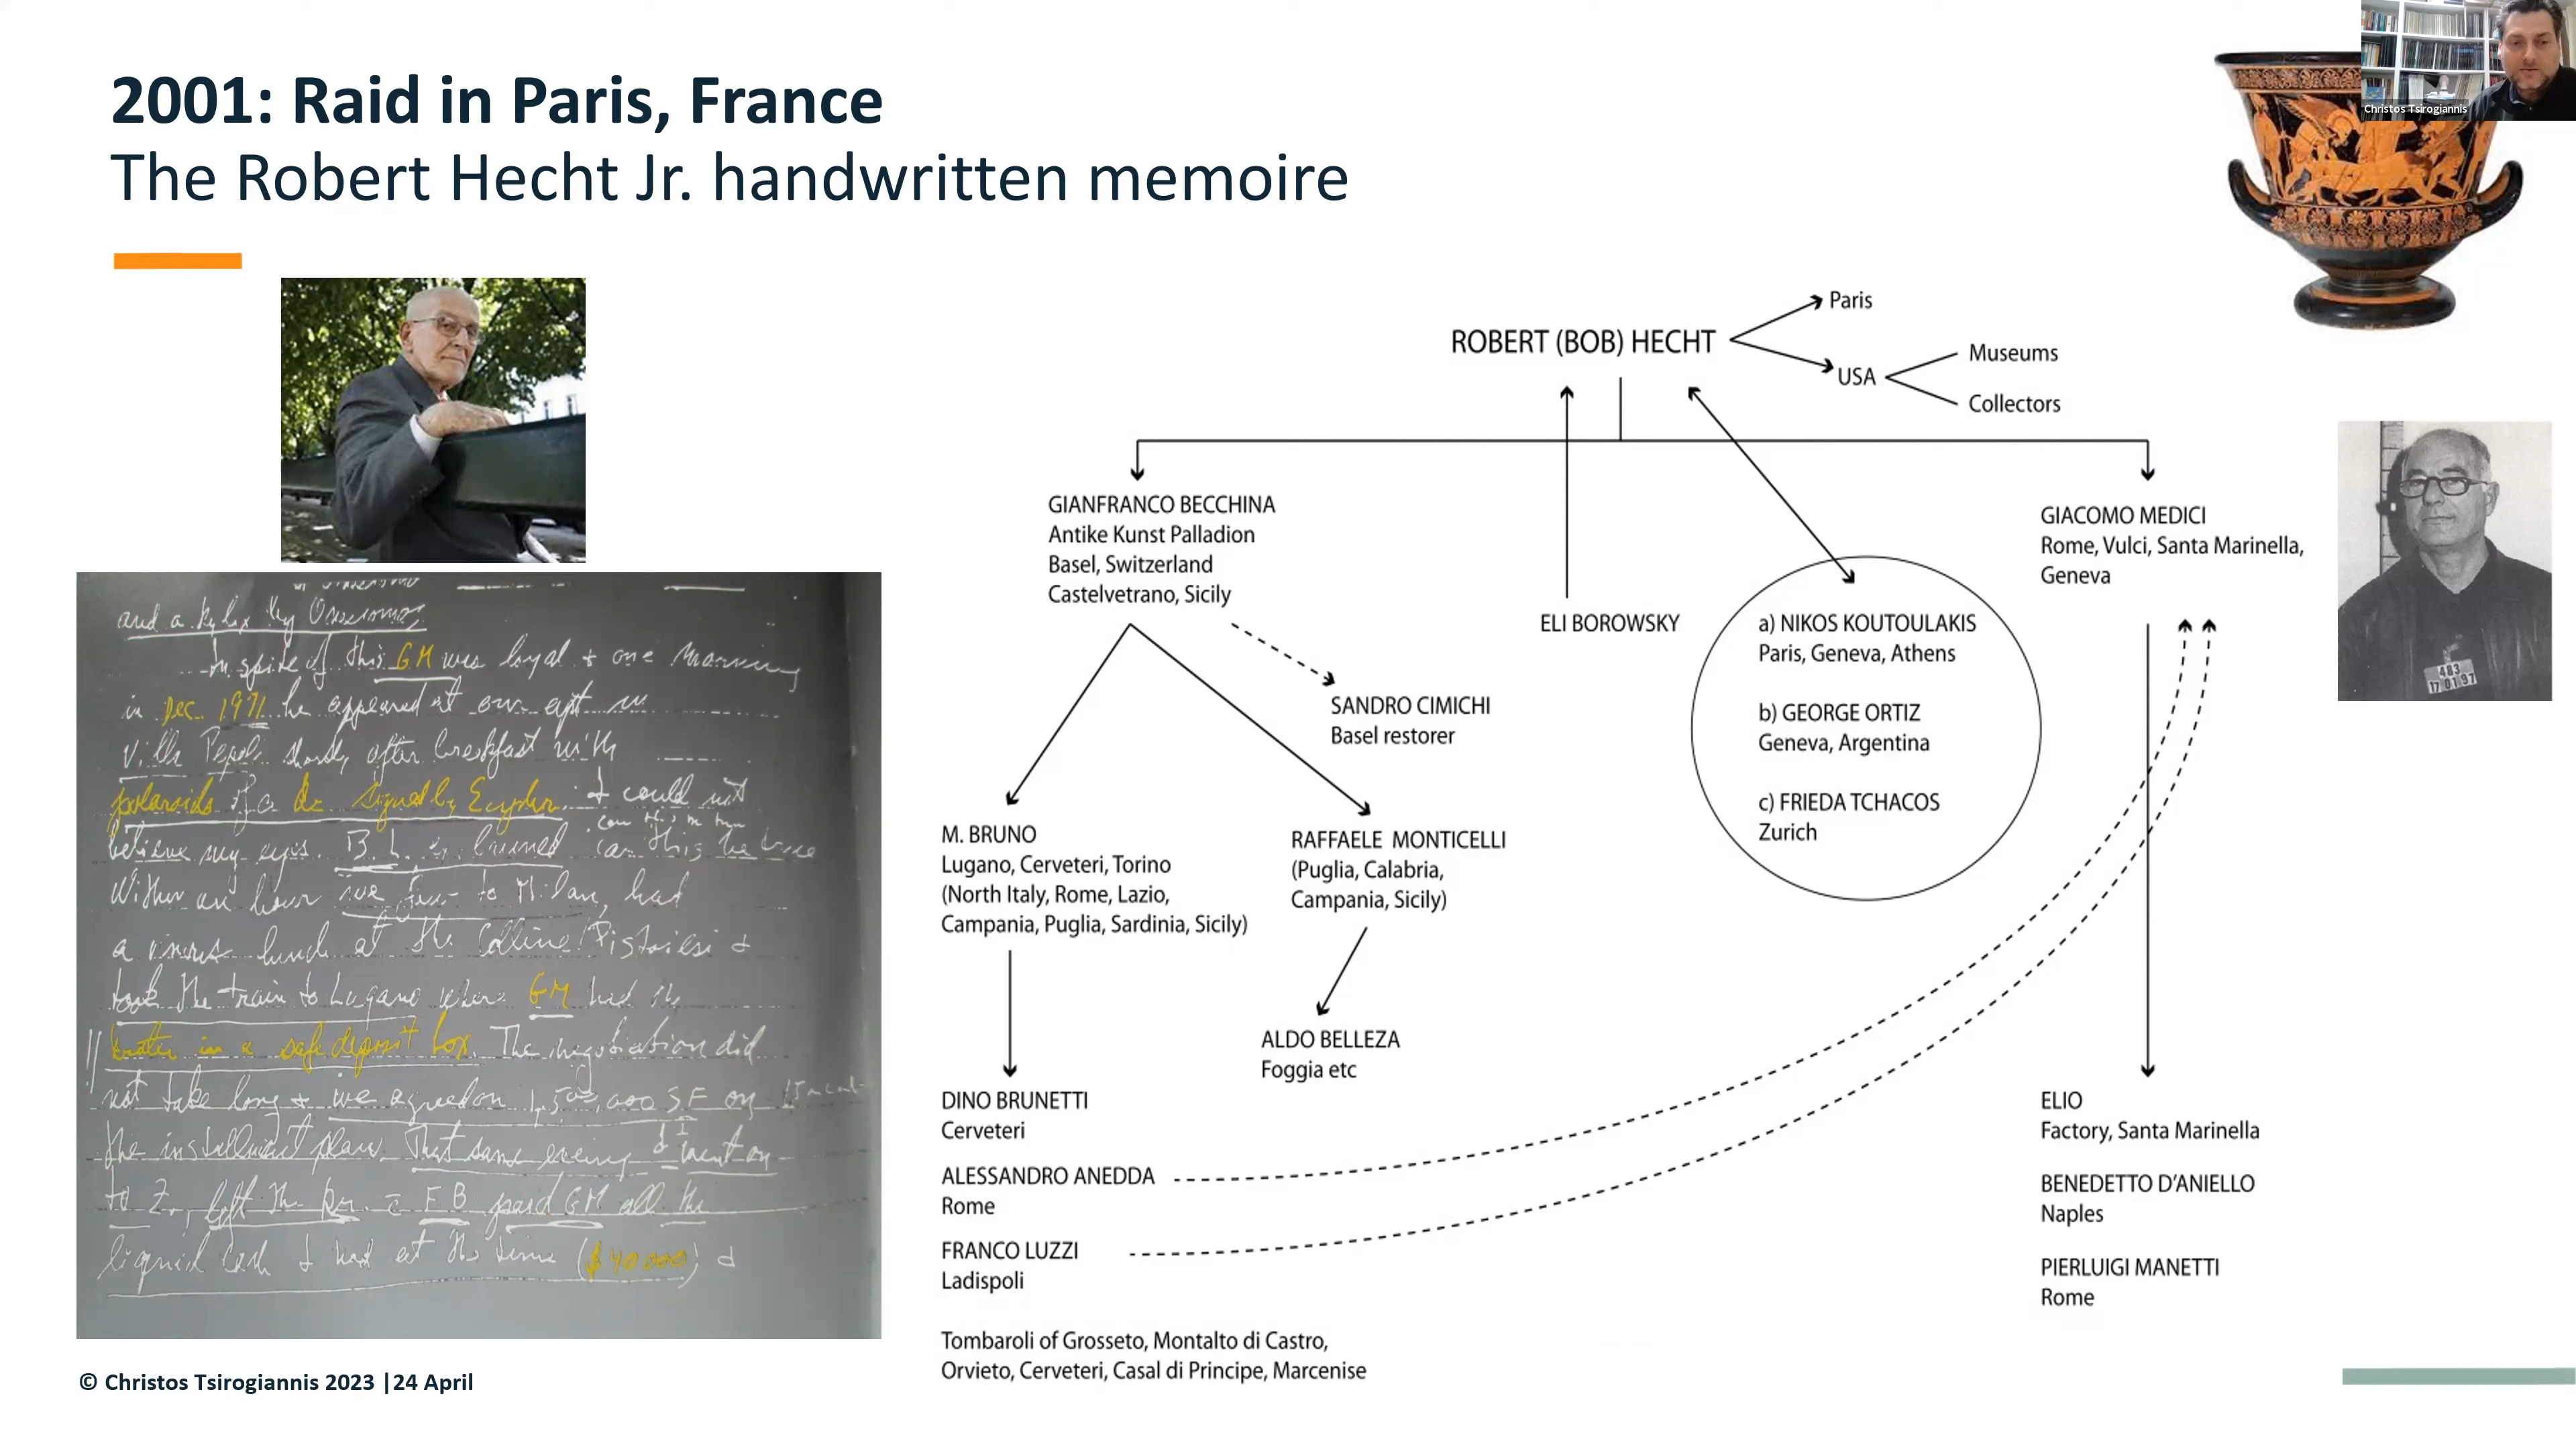 2001: Raid in Paris, France
The Robert Hecht Jr. handwritten memoire
Christos Tsirogiannis
and a kylix by Onesimos.
In spite of this GM was loyal & one morning
in Dec. 1971 he appeared at our apt in
Villa Pepoli shortly after breakfast with
polaroids of a kr. signed by Euphr. I could not
believe my eyes. can this be true
Within an hour we flew to Milan, had
a vinous lunch at the Colline Pistoiesi &
took the train to Lugano where GM had the
krater in a safe deposit box. The negotiation did
not take long & we agreed on 1,500,000 SF on
the installment plan. That same evening I went on
to Z., left the kr. c̄ FB paid GM all the
liquid cash I had at the time ($40000) &
ROBERT (BOB) HECHT
Paris
USA
Museums
Collectors
GIANFRANCO BECCHINA
Antike Kunst Palladion
Basel, Switzerland
Castelvetrano, Sicily
SANDRO CIMICHI
Basel restorer
ELI BOROWSKY
a) NIKOS KOUTOULAKIS
Paris, Geneva, Athens
b) GEORGE ORTIZ
Geneva, Argentina
c) FRIEDA TCHACOS
Zurich
GIACOMO MEDICI
Rome, Vulci, Santa Marinella,
Geneva
M. BRUNO
Lugano, Cerveteri, Torino
(North Italy, Rome, Lazio,
Campania, Puglia, Sardinia, Sicily)
RAFFAELE MONTICELLI
(Puglia, Calabria,
Campania, Sicily)
ALDO BELLEZA
Foggia etc
DINO BRUNETTI
Cerveteri
ALESSANDRO ANEDDA
Rome
FRANCO LUZZI
Ladispoli
Tombaroli of Grosseto, Montalto di Castro,
Orvieto, Cerveteri, Casal di Principe, Marcenise
ELIO
Factory, Santa Marinella
BENEDETTO D'ANIELLO
Naples
PIERLUIGI MANETTI
Rome
© Christos Tsirogiannis 2023 |24 April